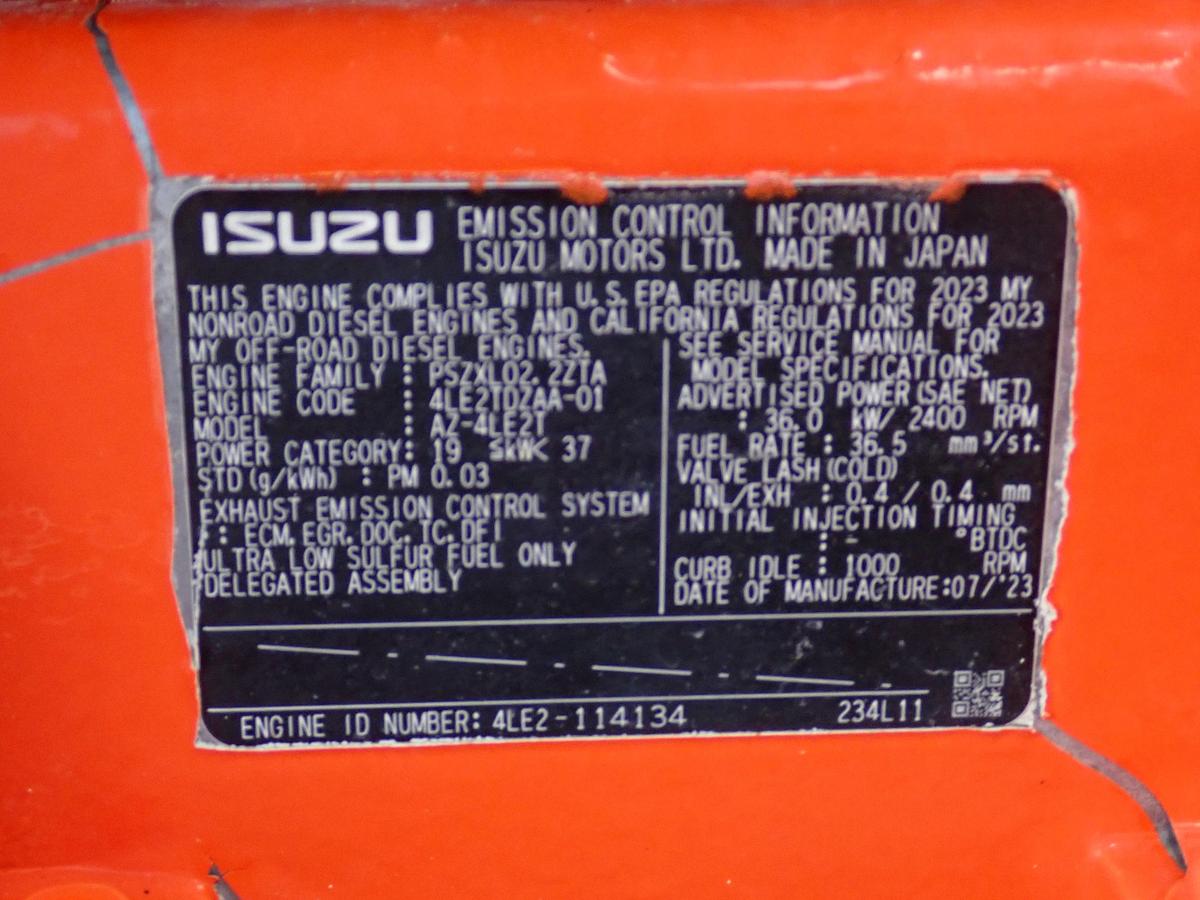 ISUZU EMISSION CONTROL INFORMATION
ISUZU MOTORS LTD. MADE IN JAPAN
THIS ENGINE COMPLIES WITH U.S.EPA REGULATIONS FOR 2023 MY
NONROAD DIESEL ENGINES AND CALIFORNIA REGULATIONS FOR 2023
MY OFF-ROAD DIESEL ENGINES.
ENGINE FAMILY : PSZXL02.2ZTA
ENGINE CODE : 4LE2TDZAA-01
MODEL : AZ-4LE2T
POWER CATEGORY: 19 ≤kW< 37
STD (g/kWh) : PM 0.03
EXHAUST EMISSION CONTROL SYSTEM
: ECM.EGR.DOC.TC.DFI
ULTRA LOW SULFUR FUEL ONLY
DELEGATED ASSEMBLY
SEE SERVICE MANUAL FOR
MODEL SPECIFICATIONS.
ADVERTISED POWER (SAE NET)
: 36.0 kW/ 2400 RPM
FUEL RATE : 36.5 mm³/st.
VALVE LASH (COLD)
INL/EXH : 0.4 / 0.4 mm
INITIAL INJECTION TIMING
: - °BTDC
CURB IDLE : 1000 RPM
DATE OF MANUFACTURE:07/'23
ENGINE ID NUMBER: 4LE2-114134 234L11